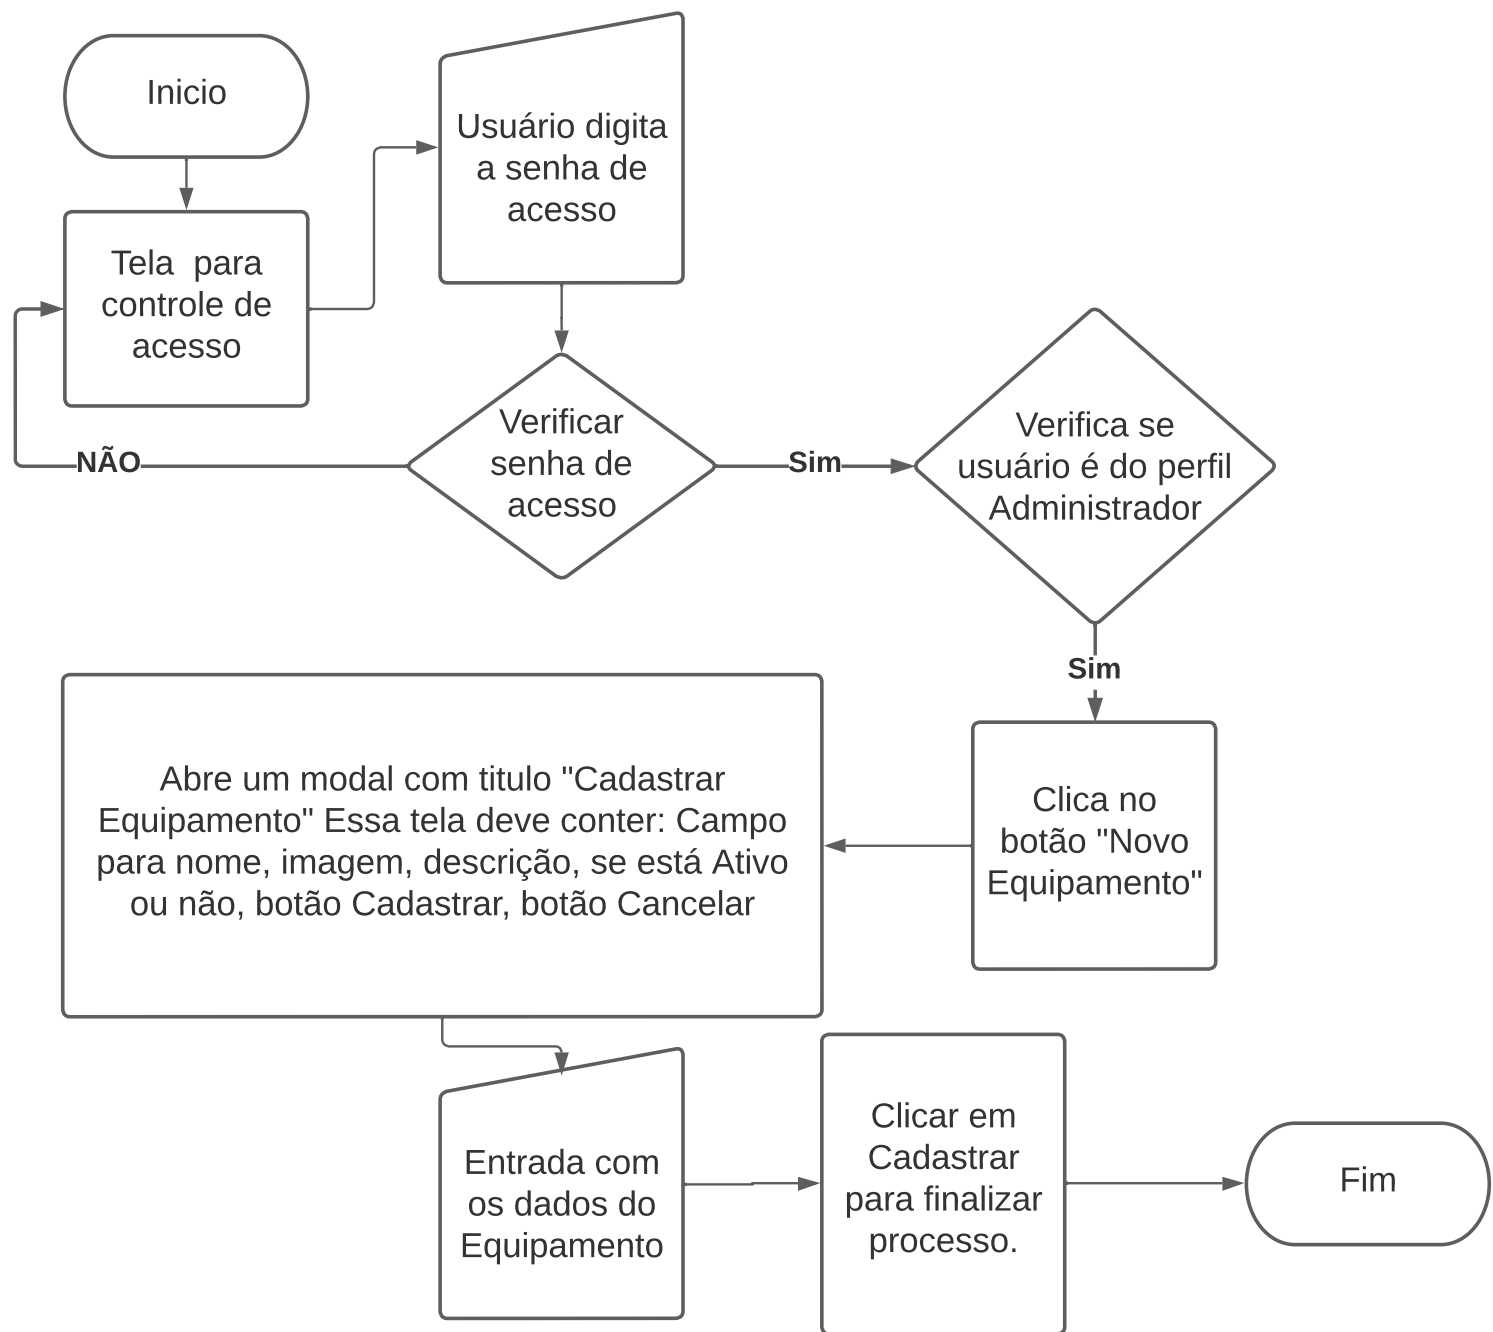 Inicio
Tela  para
controle de
acesso
Usuário digita
a senha de
acesso
Verificar
senha de
acesso
NÃO
Sim
Verifica se
usuário é do perfil
Administrador
Sim
Clica no
botão "Novo
Equipamento"
Abre um modal com titulo "Cadastrar
Equipamento" Essa tela deve conter: Campo
para nome, imagem, descrição, se está Ativo
ou não, botão Cadastrar, botão Cancelar
Entrada com
os dados do
Equipamento
Clicar em
Cadastrar
para finalizar
processo.
Fim